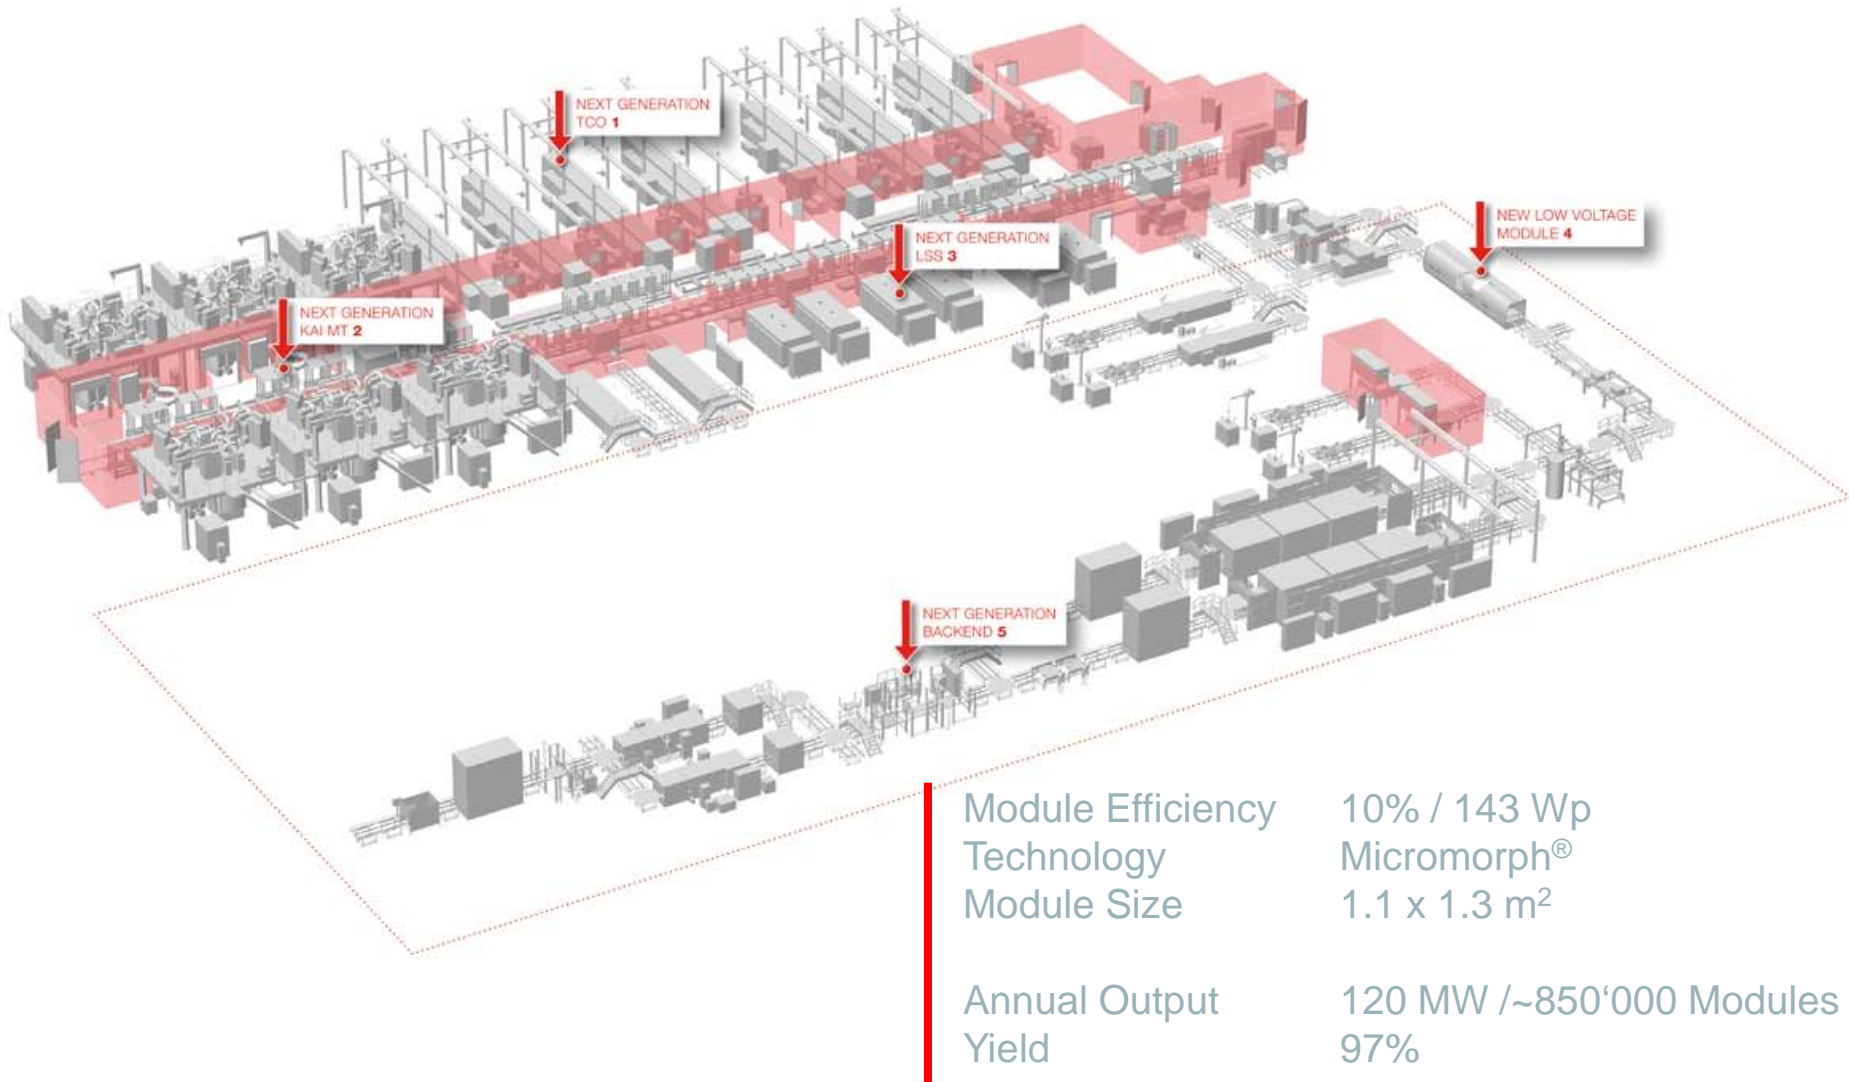 NEXT GENERATION
TCO 1
NEW LOW VOLTAGE
MODULE 4
NEXT GENERATION
LSS 3
NEXT GENERATION
KAI MT 2
NEXT GENERATION
BACKEND 5
Module Efficiency 10% / 143 Wp
Technology Micromorph®
Module Size 1.1 x 1.3 m²
Annual Output 120 MW /~850‘000 Modules
Yield 97%